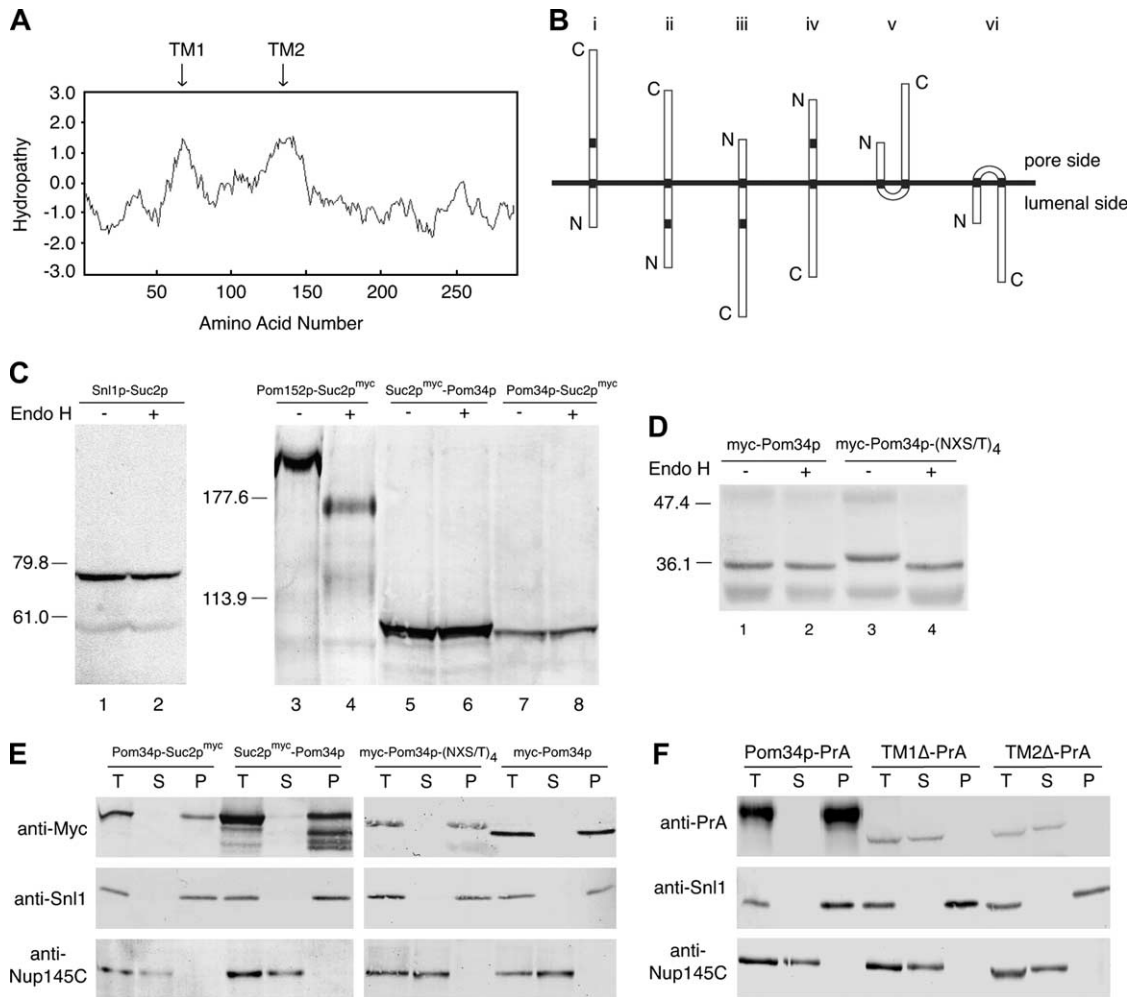 A
TM1 TM2
3.0
2.0
1.0
0.0
-1.0
-2.0
-3.0
Hydropathy
50 100 150 200 250
Amino Acid Number
B
i ii iii iv v vi
C C N N N C
pore side
lumenal side
N N C C N C
C
Snl1p-Suc2p Pom152p-Suc2p^myc Suc2p^myc-Pom34p Pom34p-Suc2p^myc
Endo H - + - + - + - +
79.8
61.0
177.6
113.9
1 2 3 4 5 6 7 8
D
myc-Pom34p myc-Pom34p-(NXS/T)4
Endo H - + - +
47.4
36.1
1 2 3 4
E
Pom34p-Suc2p^myc Suc2p^myc-Pom34p myc-Pom34p-(NXS/T)4 myc-Pom34p
T S P T S P T S P T S P
anti-Myc
anti-Snl1
anti-
Nup145C
F
Pom34p-PrA TM1Δ-PrA TM2Δ-PrA
T S P T S P T S P
anti-PrA
anti-Snl1
anti-
Nup145C